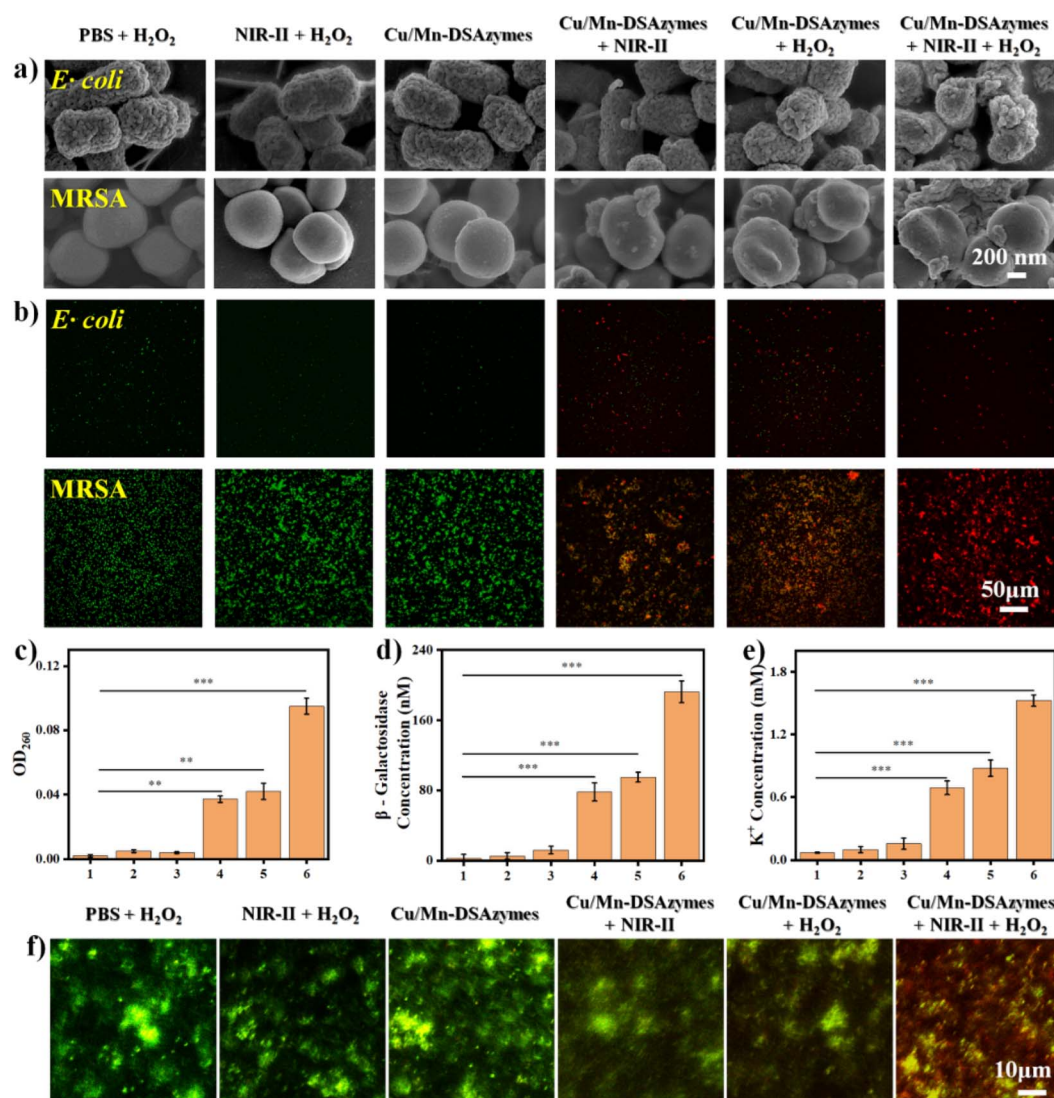 PBS + H₂O₂
NIR-II + H₂O₂
Cu/Mn-DSAzymes
Cu/Mn-DSAzymes
+ NIR-II
Cu/Mn-DSAzymes
+ H₂O₂
Cu/Mn-DSAzymes
+ NIR-II + H₂O₂
a)
E· coli
MRSA
200 nm
b)
E· coli
MRSA
50μm
c)
OD₂₆₀
0.12
0.08
0.04
0.00
***
**
**
1 2 3 4 5 6
d)
β - Galactosidase
Concentration (nM)
240
160
80
0
***
***
***
1 2 3 4 5 6
e)
K⁺ Concentration (mM)
1.8
1.2
0.6
0.0
***
***
***
1 2 3 4 5 6
PBS + H₂O₂
NIR-II + H₂O₂
Cu/Mn-DSAzymes
Cu/Mn-DSAzymes
+ NIR-II
Cu/Mn-DSAzymes
+ H₂O₂
Cu/Mn-DSAzymes
+ NIR-II + H₂O₂
f)
10μm